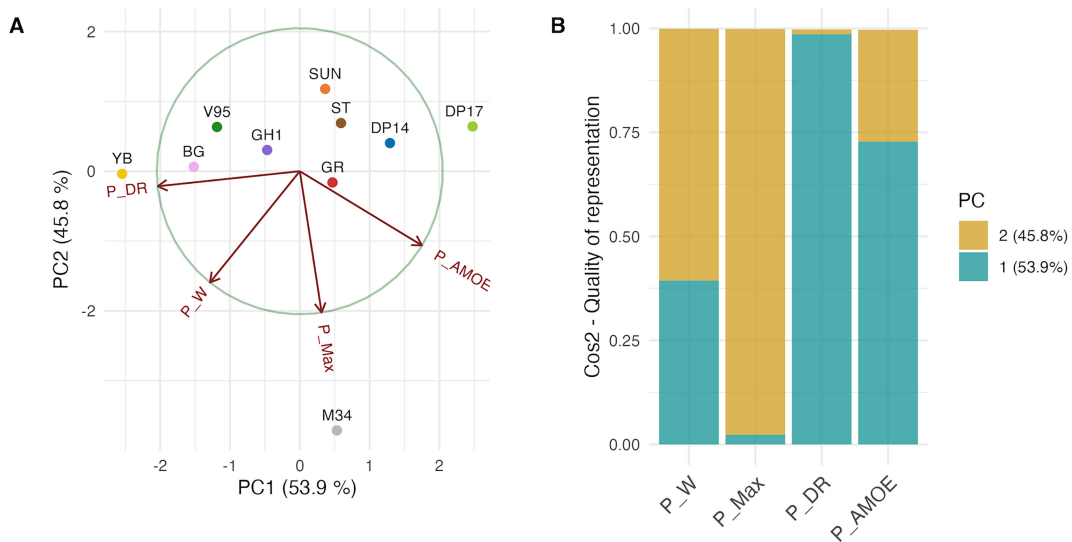 A
2
0
-2
PC2 (45.8 %)
SUN
V95
ST
DP17
DP14
GH1
BG
YB
GR
P_DR
P_AMOE
P_W
P_Max
M34
-2
-1
0
1
2
PC1 (53.9 %)
B
1.00
0.75
0.50
0.25
0.00
Cos2 - Quality of representation
P_W
P_Max
P_DR
P_AMOE
PC
2 (45.8%)
1 (53.9%)